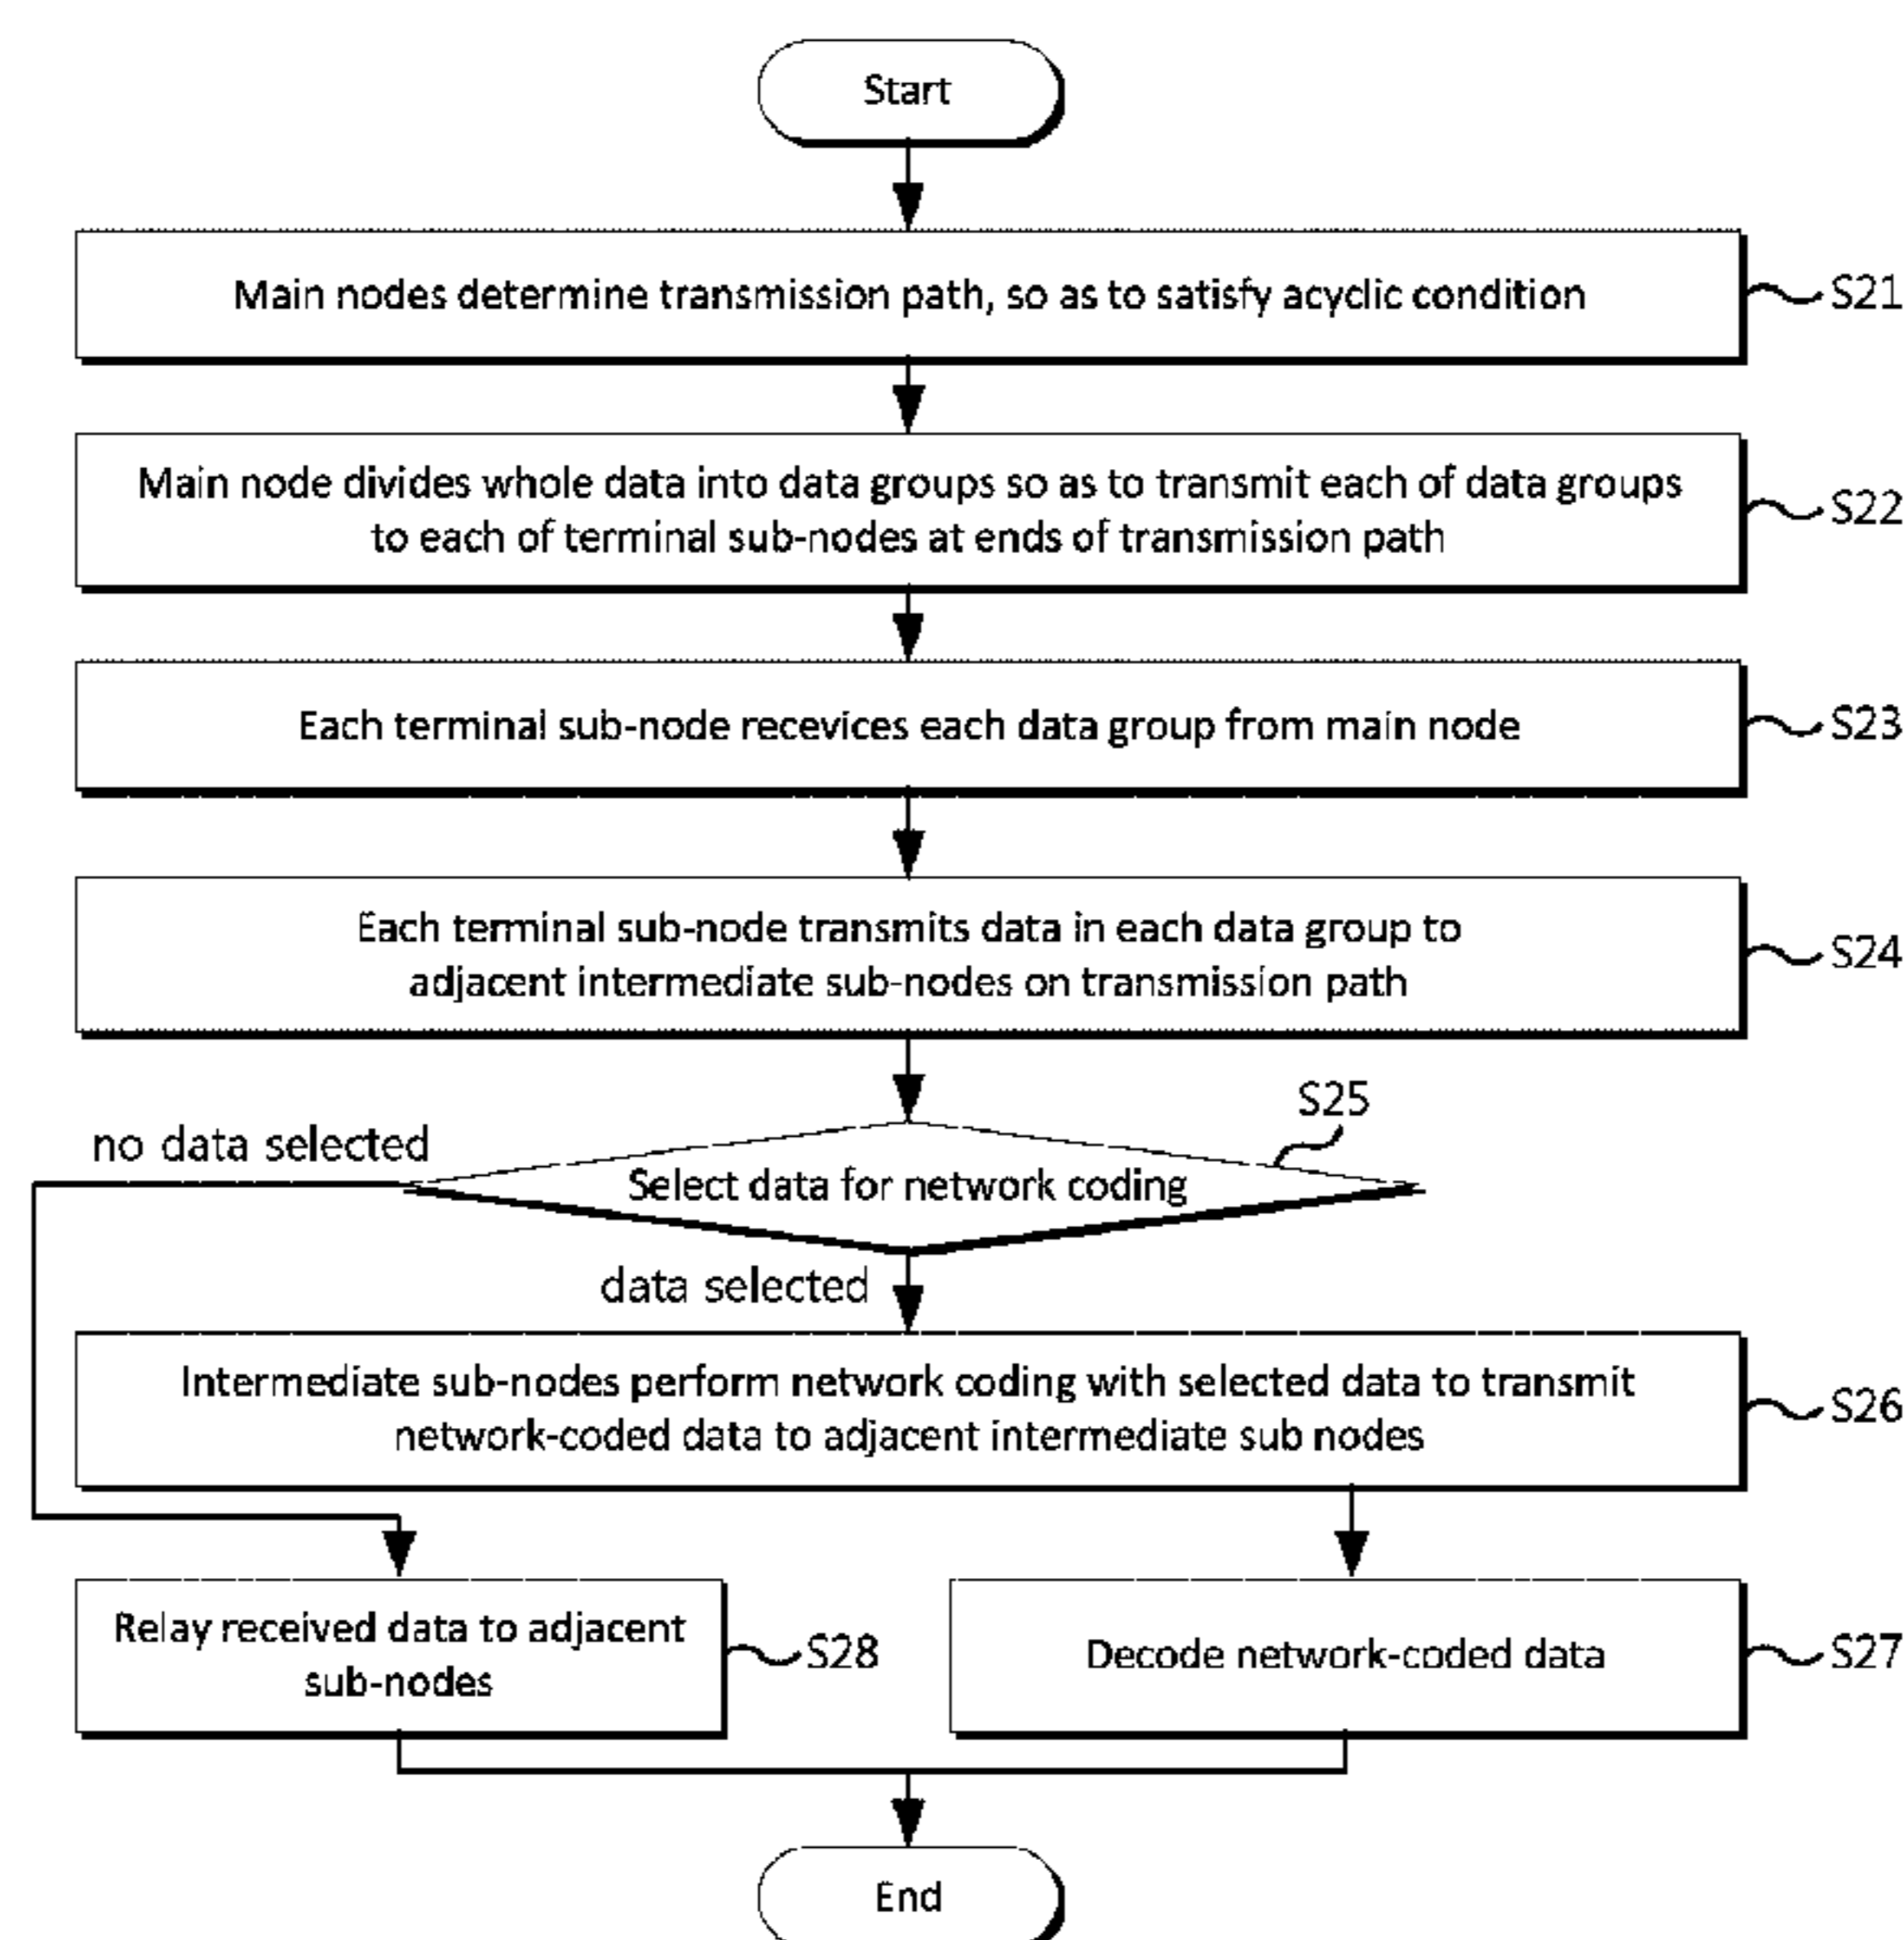 Start
Main nodes determine transmission path, so as to satisfy acyclic condition
S21
Main node divides whole data into data groups so as to transmit each of data groups
to each of terminal sub-nodes at ends of transmission path
S22
Each terminal sub-node recevices each data group from main node
S23
Each terminal sub-node transmits data in each data group to
adjacent intermediate sub-nodes on transmission path
S24
S25
no data selected
Select data for network coding
data selected
Intermediate sub-nodes perform network coding with selected data to transmit
network-coded data to adjacent intermediate sub nodes
S26
Relay received data to adjacent
sub-nodes
S28
Decode network-coded data
S27
End